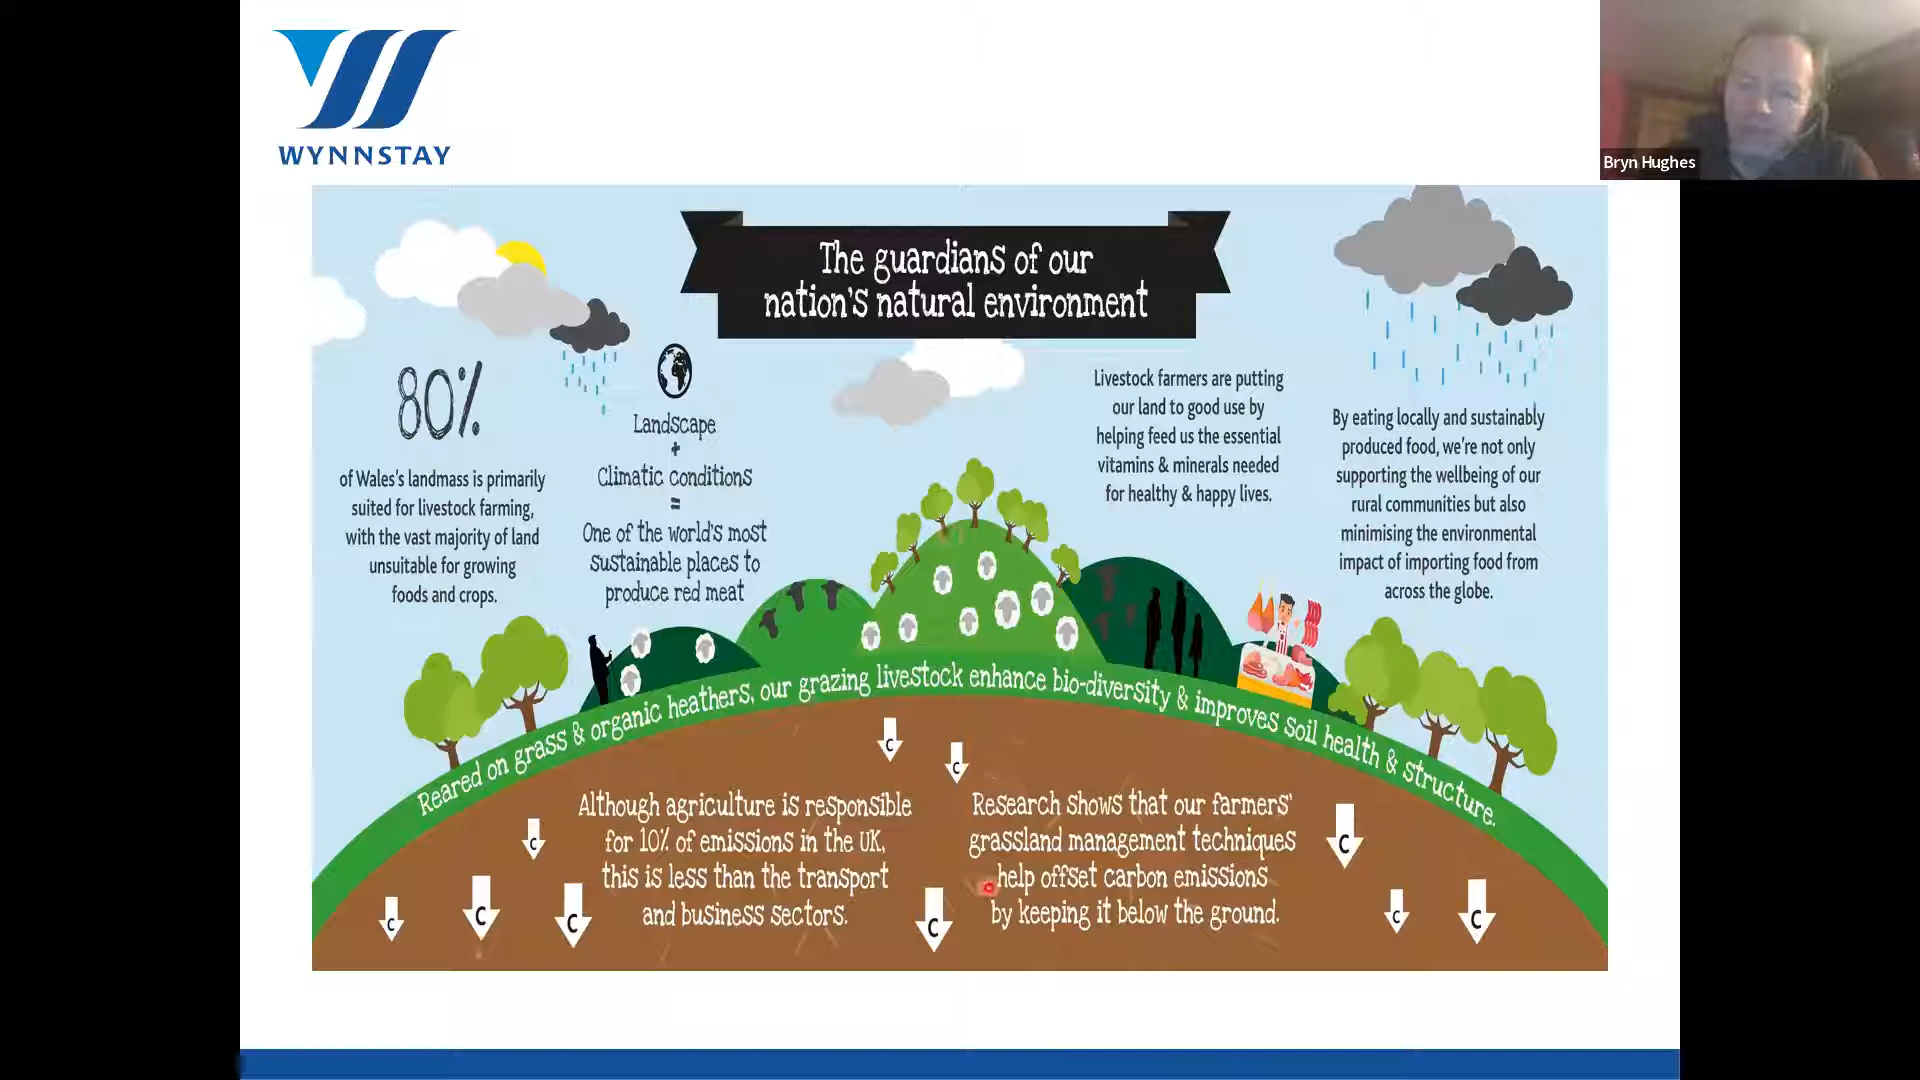 WYNNSTAY
Bryn Hughes
The guardians of our
nation's natural environment
80%
of Wales's landmass is primarily
suited for livestock farming,
with the vast majority of land
unsuitable for growing
foods and crops.
Landscape
+
Climatic conditions
=
One of the world's most
sustainable places to
produce red meat
Livestock farmers are putting
our land to good use by
helping feed us the essential
vitamins & minerals needed
for healthy & happy lives.
By eating locally and sustainably
produced food, we're not only
supporting the wellbeing of our
rural communities but also
minimising the environmental
impact of importing food from
across the globe.
Reared on grass & organic heathers, our grazing livestock enhance bio-diversity & improves soil health & structure.
Although agriculture is responsible
for 10% of emissions in the UK,
this is less than the transport
and business sectors.
Research shows that our farmers'
grassland management techniques
help offset carbon emissions
by keeping it below the ground.
C
C
C
C
C
C
C
C
C
C